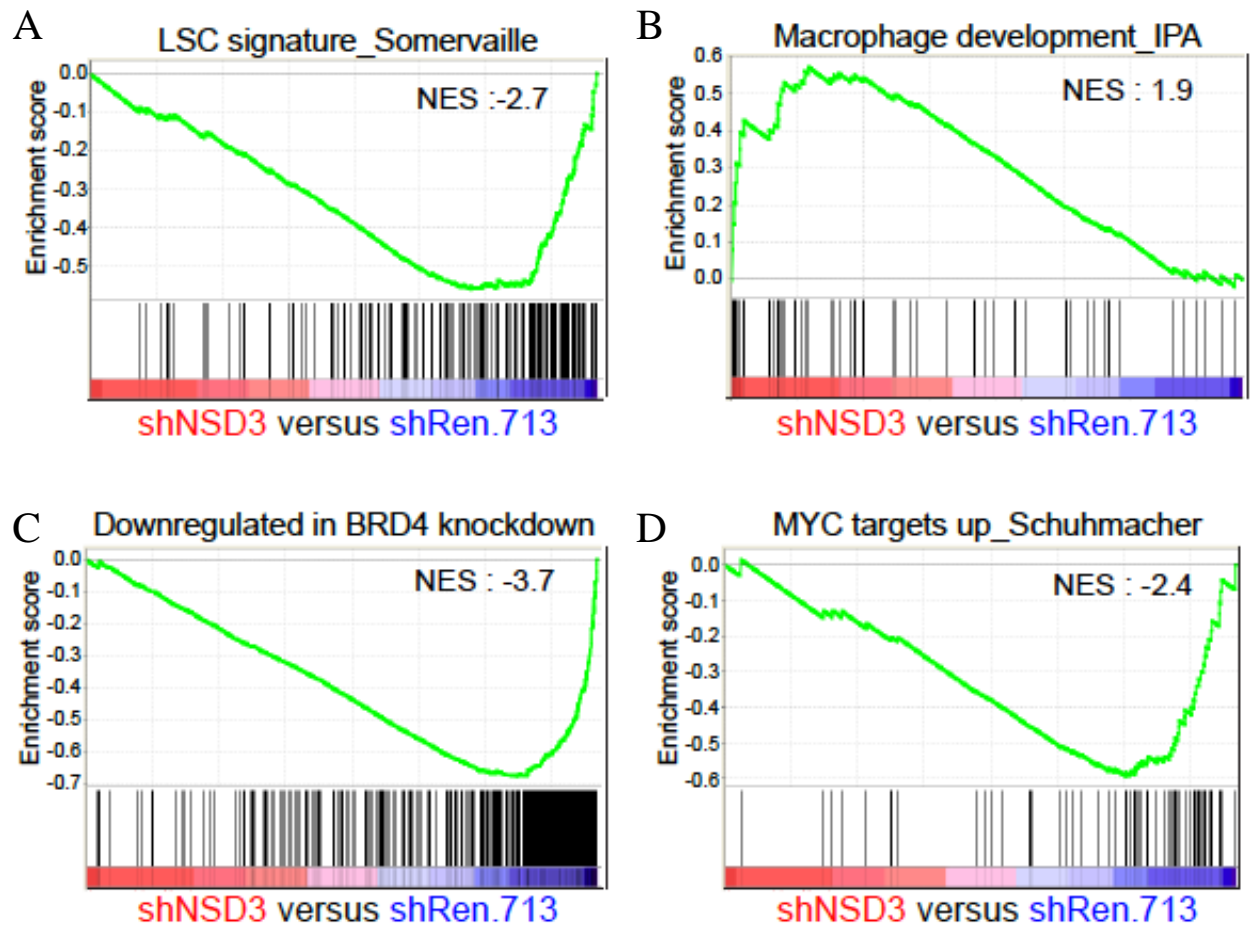 A
LSC signature_Somervaille
NES :-2.7
Enrichment score
0.0
-0.1
-0.2
-0.3
-0.4
-0.5
shNSD3 versus shRen.713
B
Macrophage development_IPA
NES : 1.9
Enrichment score
0.6
0.5
0.4
0.3
0.2
0.1
0.0
shNSD3 versus shRen.713
C
Downregulated in BRD4 knockdown
NES : -3.7
Enrichment score
0.0
-0.1
-0.2
-0.3
-0.4
-0.5
-0.6
-0.7
shNSD3 versus shRen.713
D
MYC targets up_Schuhmacher
NES : -2.4
Enrichment score
0.0
-0.1
-0.2
-0.3
-0.4
-0.5
-0.6
shNSD3 versus shRen.713